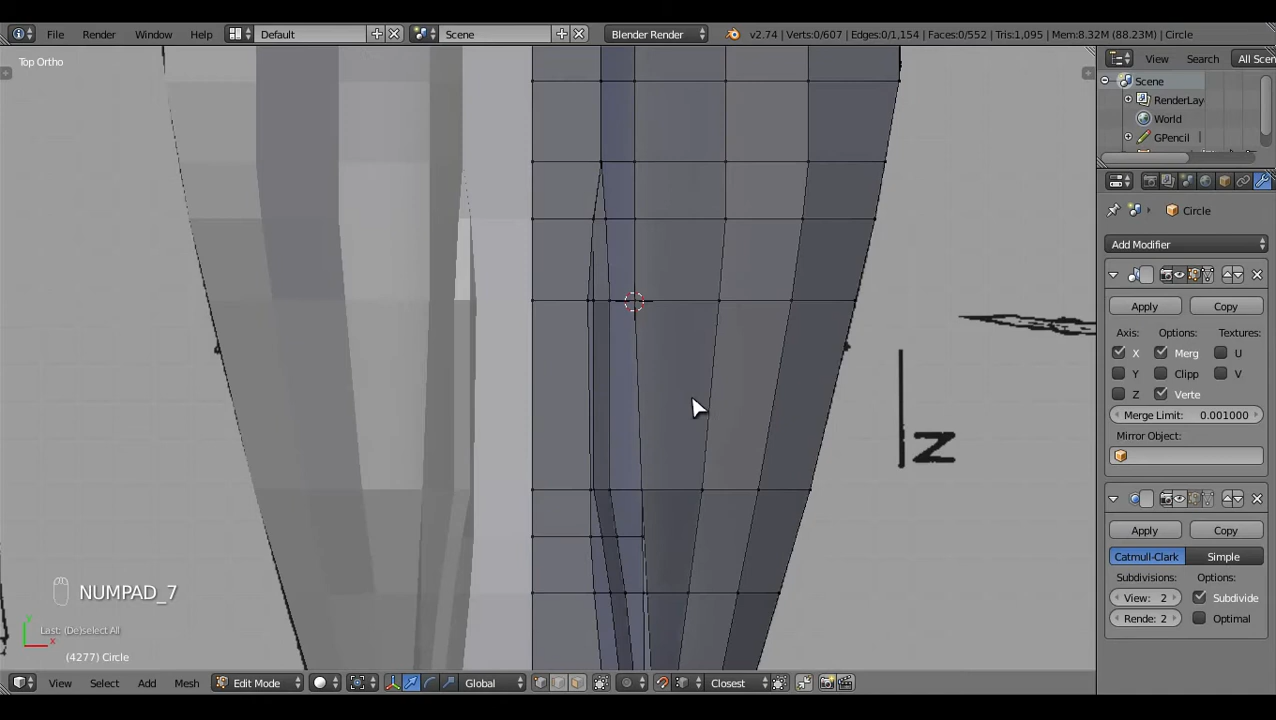 File Render Window Help Default Scene Blender Render v2.74 | Verts:0/607 | Edges:0/1,154 | Faces:0/552 | Tris:1,095 | Mem:8.32M (88.23M) | Circle
Top Ortho
View Search All Scen
Scene
RenderLay
World
GPencil
Circle
Add Modifier
Apply Copy
Axis: Options: Textures:
X Merg U
Y Clipp V
Z Verte
Merge Limit: 0.001000
Mirror Object:
Apply Copy
Catmull-Clark Simple
Subdivisions: Options:
View: 2 Subdivide
Rende: 2 Optimal
Z
NUMPAD_7
Last: (De)select All
y
x
(4277) Circle
View Select Add Mesh Edit Mode Global Closest